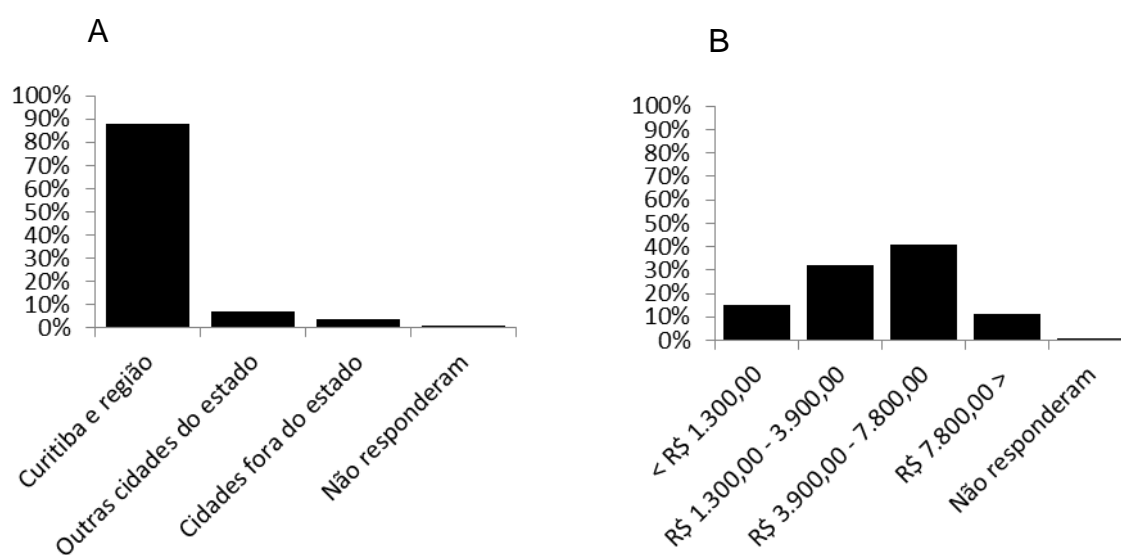 A
100%
90%
80%
70%
60%
50%
40%
30%
20%
10%
0%
Curitiba e região
Outras cidades do estado
Cidades fora do estado
Não responderam
B
100%
90%
80%
70%
60%
50%
40%
30%
20%
10%
0%
< R$ 1.300,00
R$ 1.300,00 - 3.900,00
R$ 3.900,00 - 7.800,00
R$ 7.800,00 >
Não responderam